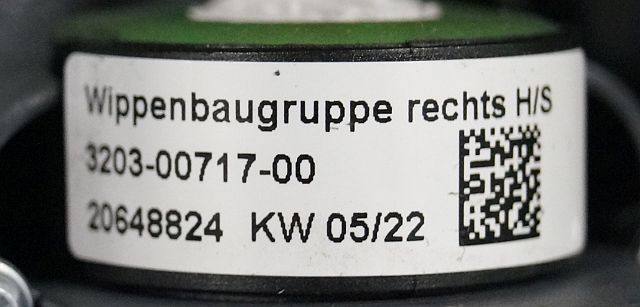 Wippenbaugruppe rechts H/S
3203-00717-00
20648824 KW 05/22